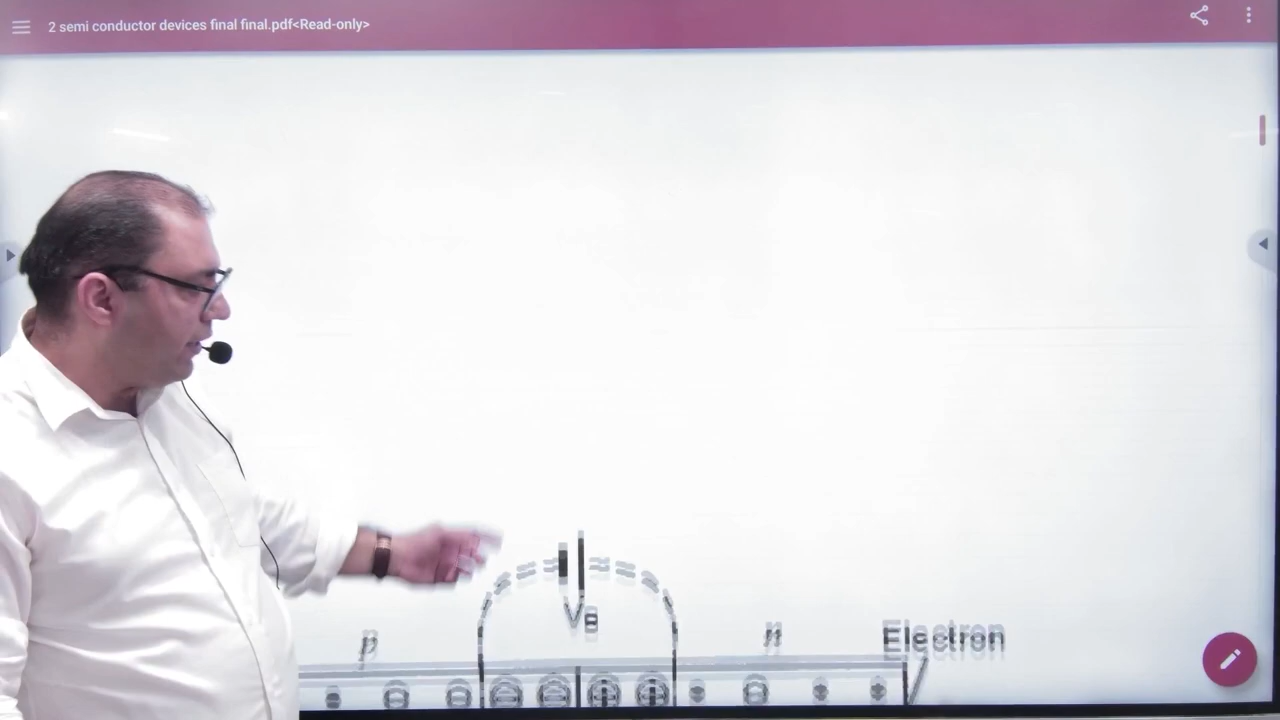 2 semi conductor devices final final.pdf<Read-only>
VB
p
n
Electron